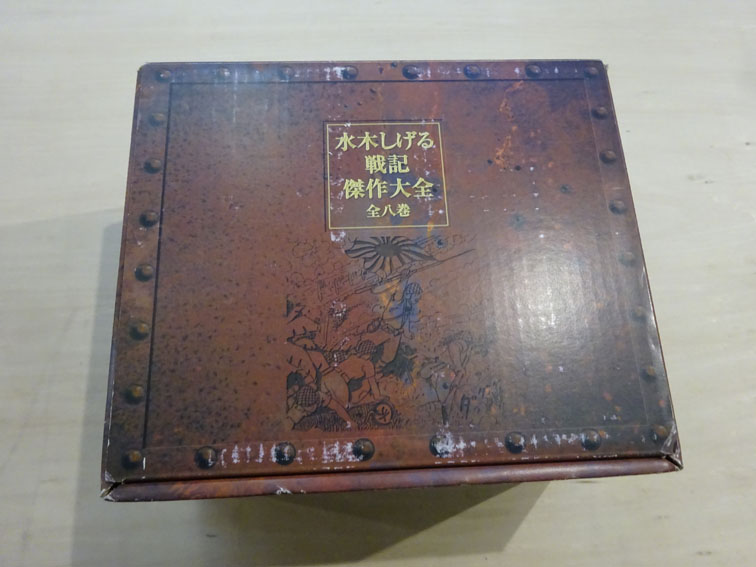 水木しげる
戦記
傑作大全
全八巻